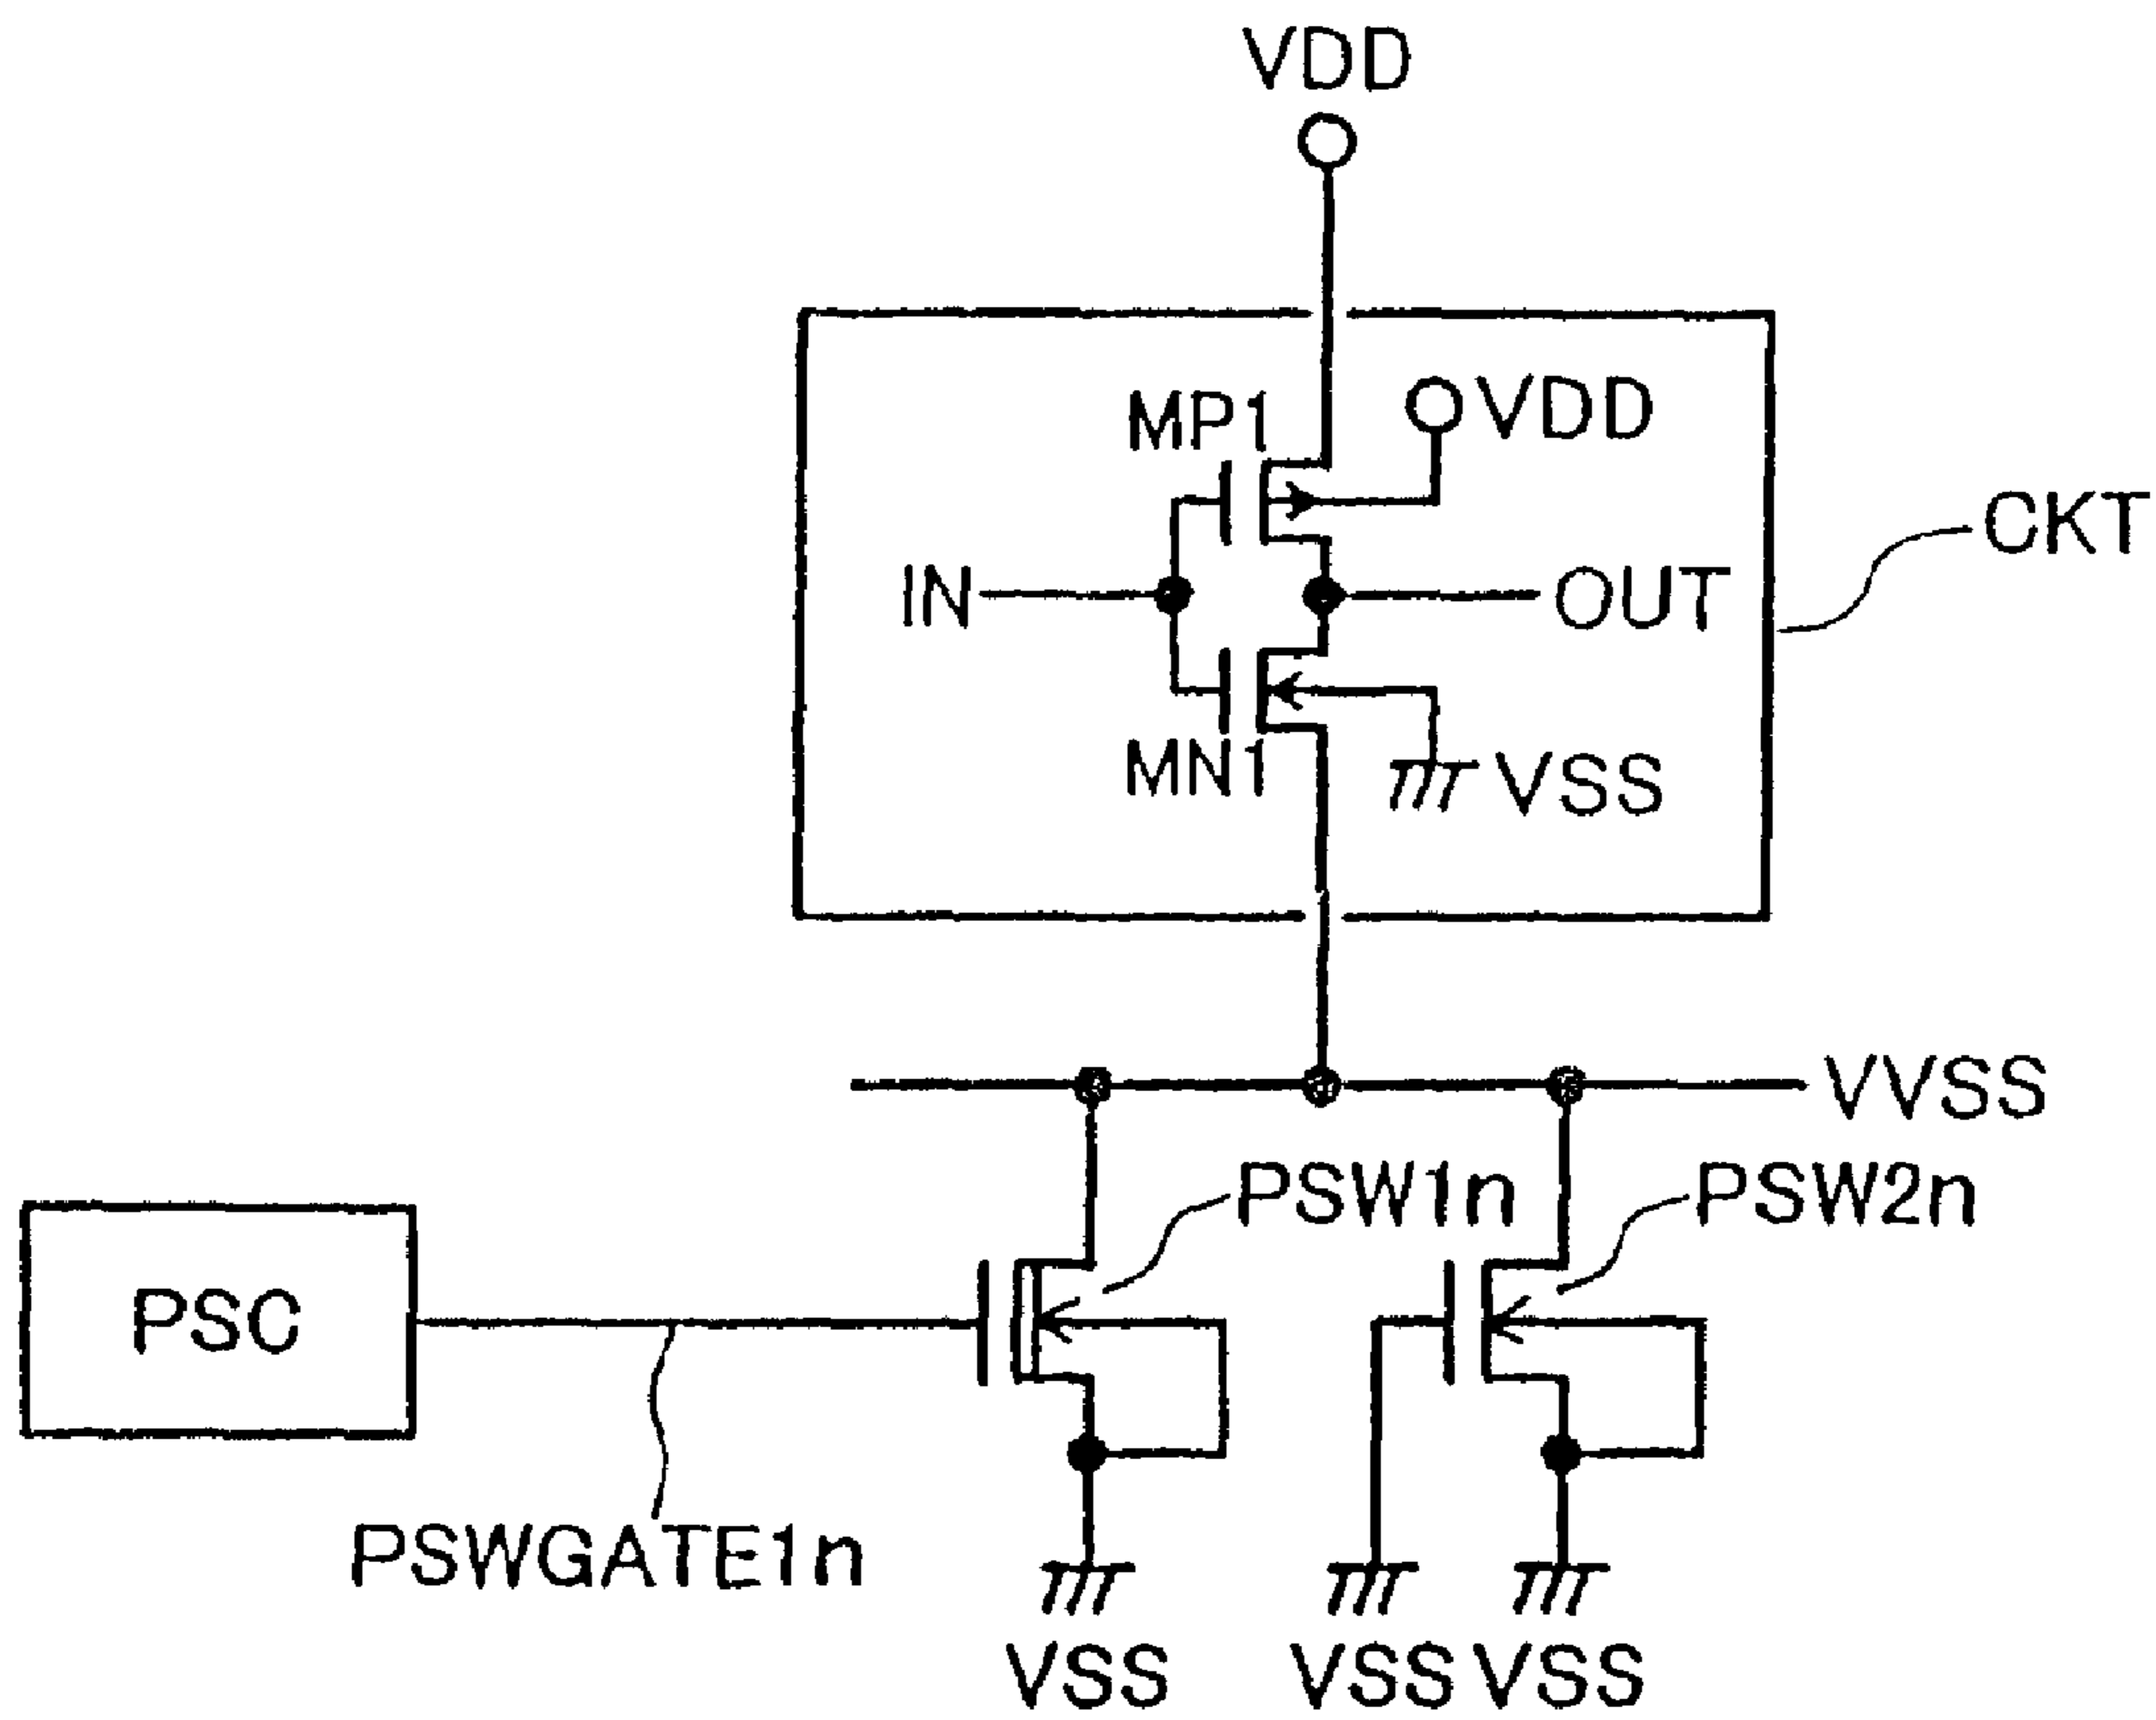 VDD
MP1
VDD
CKT
IN
OUT
MN1
VSS
VVSS
PSW1n
PSW2n
PSC
PSWGATE1n
VSS
VSS
VSS